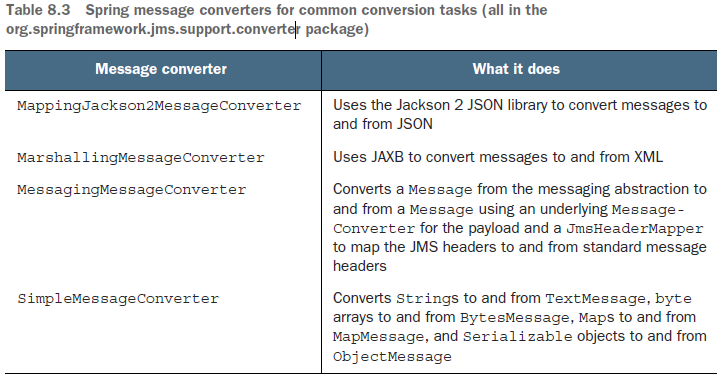 Table 8.3 Spring message converters for common conversion tasks (all in the
org.springframework.jms.support.converter package)
Message converter
What it does
MappingJackson2MessageConverter
Uses the Jackson 2 JSON library to convert messages to
and from JSON
MarshallingMessageConverter
Uses JAXB to convert messages to and from XML
MessagingMessageConverter
Converts a Message from the messaging abstraction to
and from a Message using an underlying Message-
Converter for the payload and a JmsHeaderMapper
to map the JMS headers to and from standard message
headers
SimpleMessageConverter
Converts Strings to and from TextMessage, byte
arrays to and from BytesMessage, Maps to and from
MapMessage, and Serializable objects to and from
ObjectMessage